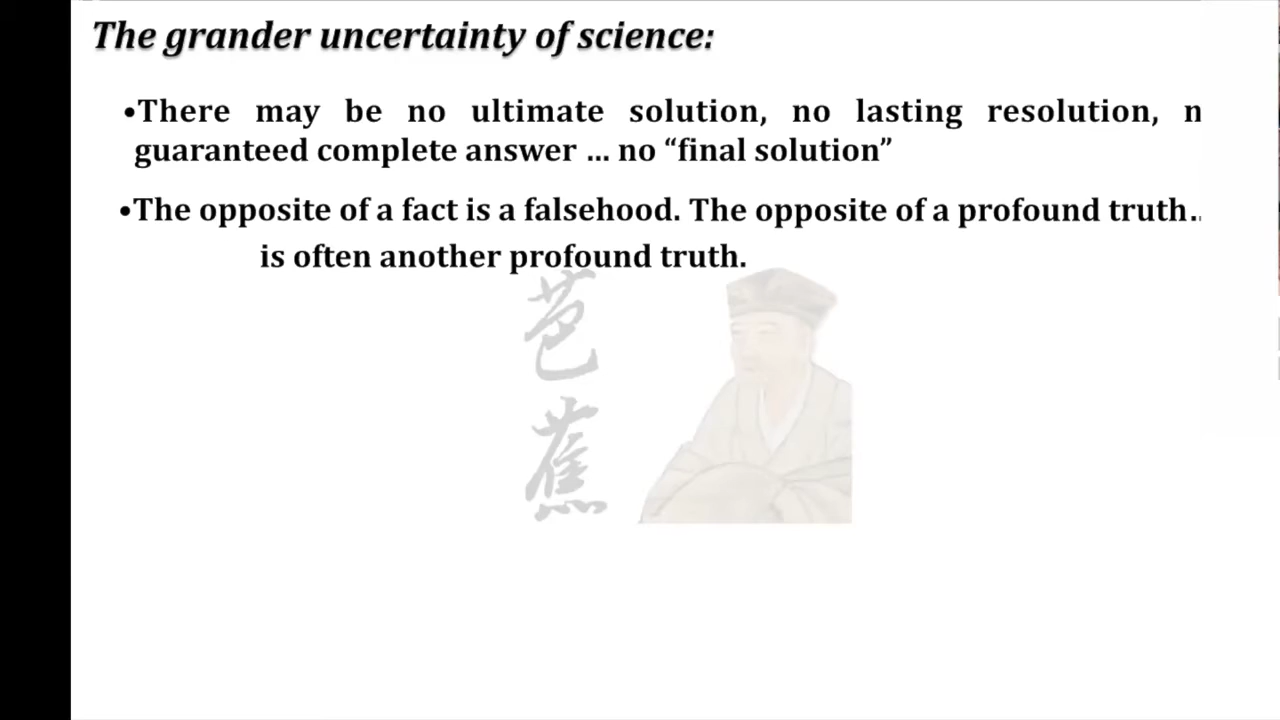 The grander uncertainty of science:
•There may be no ultimate solution, no lasting resolution, n
guaranteed complete answer ... no “final solution”
•The opposite of a fact is a falsehood. The opposite of a profound truth..
is often another profound truth.
芭
蕉